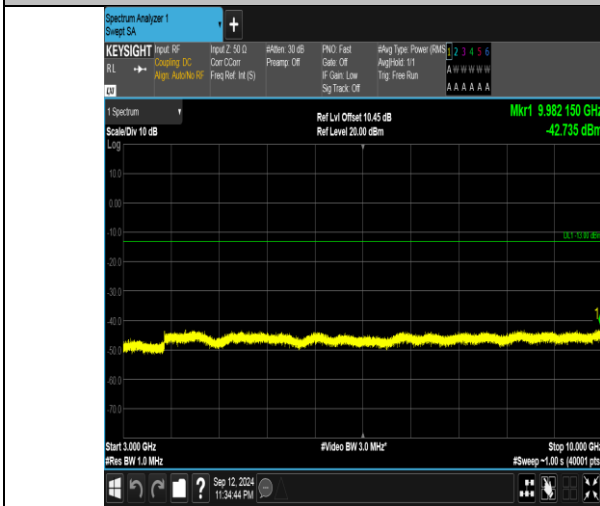 Spectrum Analyzer 1
Swept SA
+
KEYSIGHT Input: RF Input Z: 50 Ω #Atten: 30 dB PNO: Fast #Avg Type: Power (RMS 1 2 3 4 5 6
RL Coupling: DC Corr CCorr Preamp: Off Gate: Off Avg|Hold: 1/1 A W W W W W
Align: Auto/No RF Freq Ref: Int (S) IF Gain: Low Trig: Free Run
Sig Track: Off A A A A A A
1 Spectrum Ref Lvl Offset 10.45 dB Mkr1 9.982 150 GHz
Scale/Div 10 dB Ref Level 20.00 dBm -42.735 dBm
Log
10.0
0.00
-10.0
DL1 -13.00 dBm
-20.0
-30.0
-40.0
1
-50.0
-60.0
-70.0
Start 3.000 GHz #Video BW 3.0 MHz* Stop 10.000 GHz
#Res BW 1.0 MHz #Sweep ~1.00 s (40001 pts
? Sep 12, 2024
11:34:44 PM